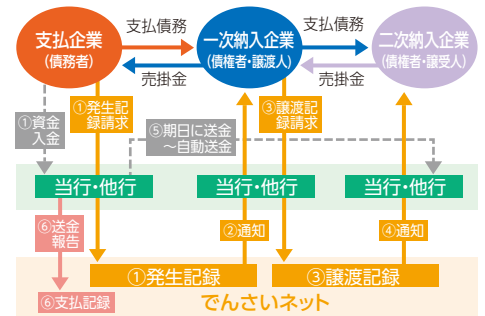 支払企業
(債務者)
支払債務
売掛金
一次納入企業
(債権者・譲渡人)
支払債務
売掛金
二次納入企業
(債権者・譲受人)
①資金
入金
①発生記
録請求
③譲渡記
録請求
⑤期日に送金
～自動送金
当行・他行
当行・他行
当行・他行
⑥送金
報告
②通知
④通知
①発生記録
③譲渡記録
⑥支払記録
でんさいネット